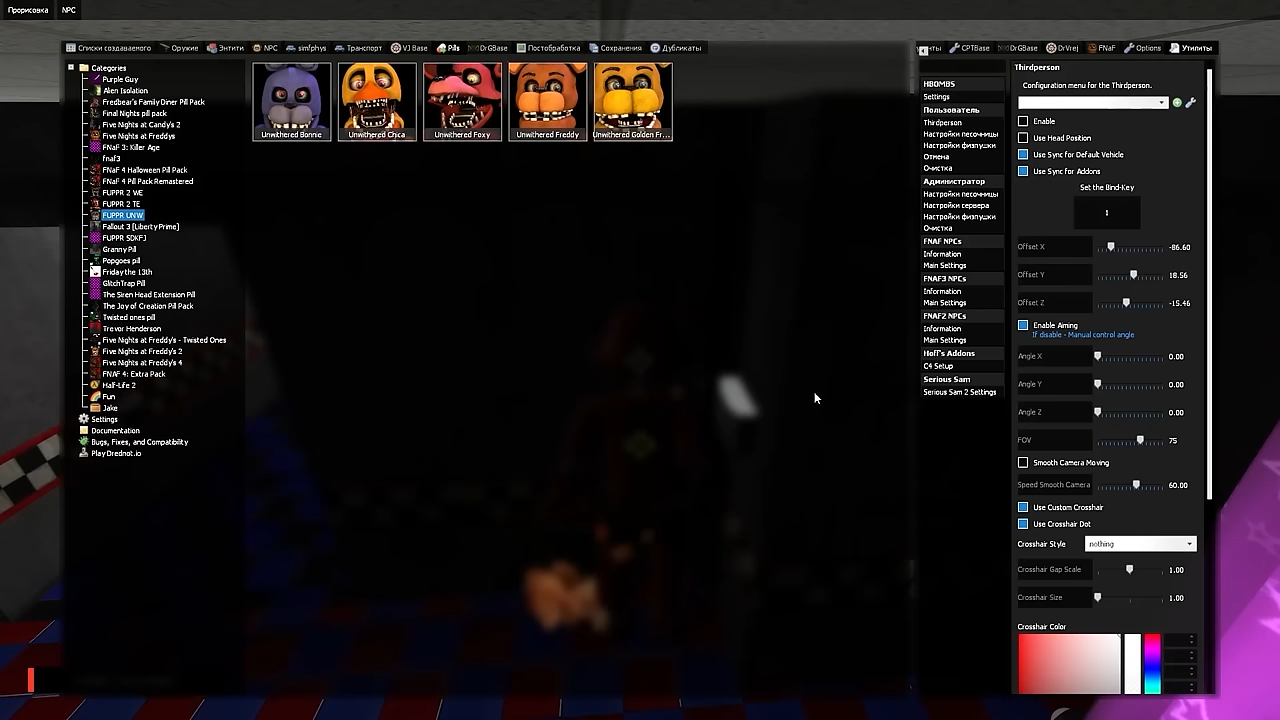 Прорисовка NPC
Списки создаваемого Оружие Энтити NPC simfphys Транспорт VJ Base Pils DrGBase Постобработка Сохранения Дубликаты
Categories
Purple Guy
Alen Isolation
Fredbear's Family Diner Pill Pack
Final Nights pill pack
Five Nights at Candy's 2
Five Nights at Freddys
FNaF 3: Killer Age
fnaf3
FNaF 4 Halloween Pill Pack
FNaF 4 Pill Pack Remastered
FUPPR 2 WE
FUPPR 2 TE
FUPPR UNW
Fallout 3 [Liberty Prime]
FUPPR SDKFJ
Granny Pill
Popgoes pill
Friday the 13th
GlitchTrap Pill
The Siren Head Extension Pill
The Joy of Creation Pill Pack
Twisted ones pill
Trevor Henderson
Five Nights at Freddy's - Twisted Ones
Five Nights at Freddy's 2
Five Nights at Freddy's 4
FNAF 4: Extra Pack
Half-Life 2
Fun
Jake
Settings
Documentation
Bugs, Fixes, and Compatibility
Play Drednot.io
Unwithered Bonnie Unwithered Chica Unwithered Foxy Unwithered Freddy Unwithered Golden Fr...
нты CPTBase DrGBase DrVrej FNaF Options Утилиты
HBOMBS
Settings
Пользователь
Thirdperson
Настройки песочницы
Настройки физпушки
Отмена
Очистка
Администратор
Настройки песочницы
Настройки сервера
Настройки физпушки
Очистка
FNAF NPCs
Information
Main Settings
FNAF3 NPCs
Information
Main Settings
FNAF2 NPCs
Information
Main Settings
Hoff's Addons
C4 Setup
Serious Sam
Serious Sam 2 Settings
Thirdperson
Configuration menu for the Thirdperson.
Enable
Use Head Position
Use Sync for Default Vehicle
Use Sync for Addons
Set the Bind-Key
Offset X -86.60
Offset Y 18.56
Offset Z -15.46
Enable Aiming
If disable - Manual control angle
Angle X 0.00
Angle Y 0.00
Angle Z 0.00
FOV 75
Smooth Camera Moving
Speed Smooth Camera 60.00
Use Custom Crosshair
Use Crosshair Dot
Crosshair Style nothing
Crosshair Gap Scale 1.00
Crosshair Size 1.00
Crosshair Color